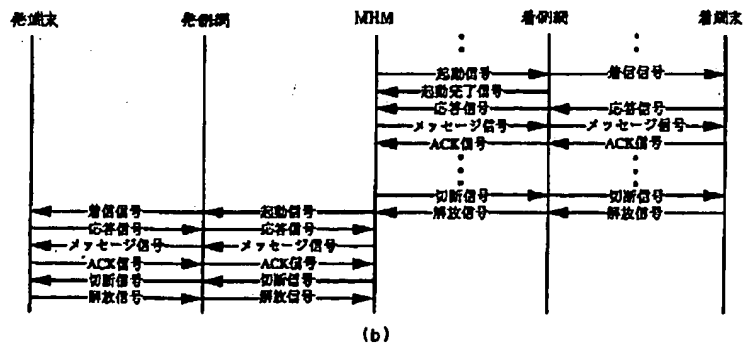 発端末 発側網 MHM 着側網 着端末
起動信号 着信信号
起動完了信号
応答信号 応答信号
メッセージ信号 メッセージ信号
ACK信号 ACK信号
切断信号 切断信号
着信信号 起動信号 解放信号 解放信号
応答信号 応答信号
メッセージ信号 メッセージ信号
ACK信号 ACK信号
切断信号 切断信号
解放信号 解放信号
(b)